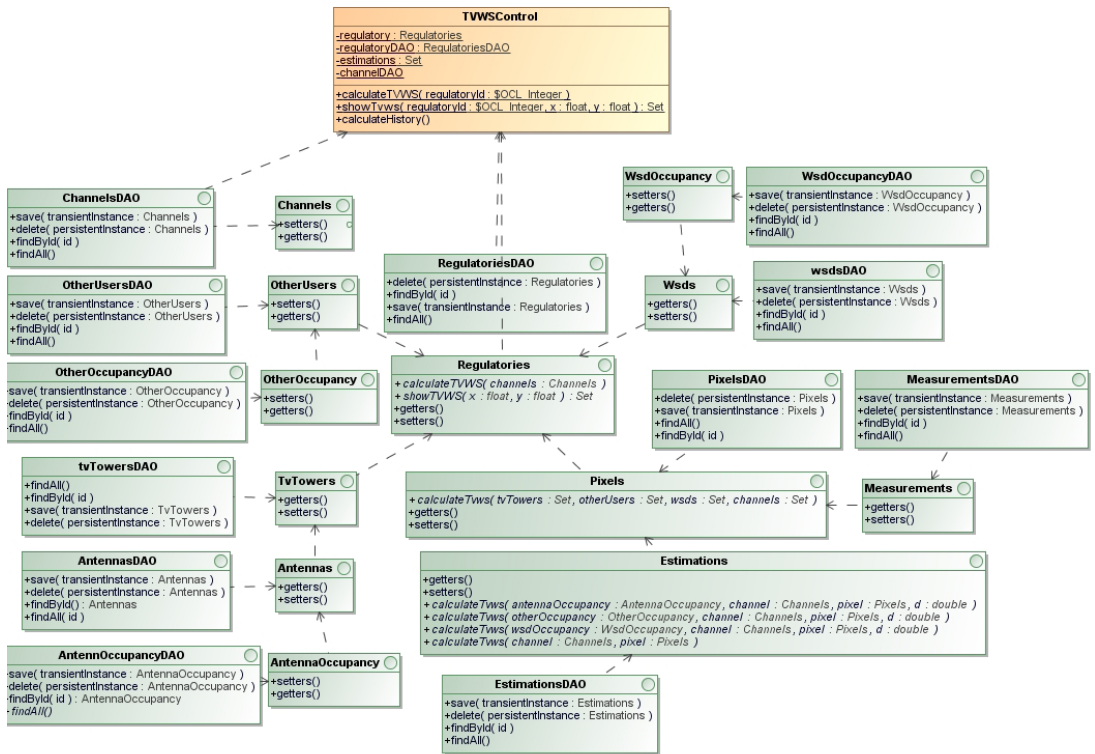 TVWSControl
-regulatory : Regulatories
-regulatoryDAO : RegulatoriesDAO
-estimations : Set
-channelDAO
+calculateTVWS( regulatoryId : $OCL_Integer )
+showTvws( regulatoryId : $OCL_Integer, x : float, y : float ) : Set
+calculateHistory()
ChannelsDAO
+save( transientInstance : Channels )
+delete( persistentInstance : Channels )
+findById( id )
+findAll()
Channels
+setters()
+getters()
WsdOccupancy
+setters()
+getters()
WsdOccupancyDAO
+save( transientInstance : WsdOccupancy )
+delete( persistentInstance : WsdOccupancy )
+findById( id )
+findAll()
OtherUsersDAO
+save( transientInstance : OtherUsers )
+delete( persistentInstance : OtherUsers )
+findById( id )
+findAll()
OtherUsers
+setters()
+getters()
RegulatoriesDAO
+delete( persistentInstance : Regulatories )
+findById( id )
+save( transientInstance : Regulatories )
+findAll()
Wsds
+getters()
+setters()
wsdsDAO
+save( transientInstance : Wsds )
+delete( persistentInstance : Wsds )
+findById( id )
+findAll()
OtherOccupancyDAO
save( transientInstance : OtherOccupancy )
delete( persistentInstance : OtherOccupancy )
findById( id )
findAll()
OtherOccupancy
+setters()
+getters()
Regulatories
+ calculateTVWS( channels : Channels )
+ showTVWS( x : float, y : float ) : Set
+getters()
+setters()
PixelsDAO
+delete( persistentInstance : Pixels )
+save( transientInstance : Pixels )
+findAll()
+findById( id )
MeasurementsDAO
+save( transientInstance : Measurements )
+delete( persistentInstance : Measurements )
+findById( id )
+findAll()
tvTowersDAO
+findAll()
+findById( id )
+save( transientInstance : TvTowers )
+delete( persistentInstance : TvTowers )
TvTowers
+getters()
+setters()
Pixels
+ calculateTvws( tvTowers : Set, otherUsers : Set, wsds : Set, channels : Set )
+getters()
+setters()
Measurements
+getters()
+setters()
AntennasDAO
+save( transientInstance : Antennas )
+delete( persistentInstance : Antennas )
+findById() : Antennas
+findAll( id )
Antennas
+getters()
+setters()
Estimations
+getters()
+setters()
+ calculateTvws( antennaOccupancy : AntennaOccupancy, channel : Channels, pixel : Pixels, d : double )
+ calculateTvws( otherOccupancy : OtherOccupancy, channel : Channels, pixel : Pixels, d : double )
+ calculateTvws( wsdOccupancy : WsdOccupancy, channel : Channels, pixel : Pixels, d : double )
+ calculateTvws( channel : Channels, pixel : Pixels )
AntennOccupancyDAO
save( transientInstance : AntennaOccupancy )
delete( persistentInstance : AntennaOccupancy )
findById( id ) : AntennaOccupancy
findAll()
AntennaOccupancy
+setters()
+getters()
EstimationsDAO
+save( transientInstance : Estimations )
+delete( persistentInstance : Estimations )
+findById( id )
+findAll()